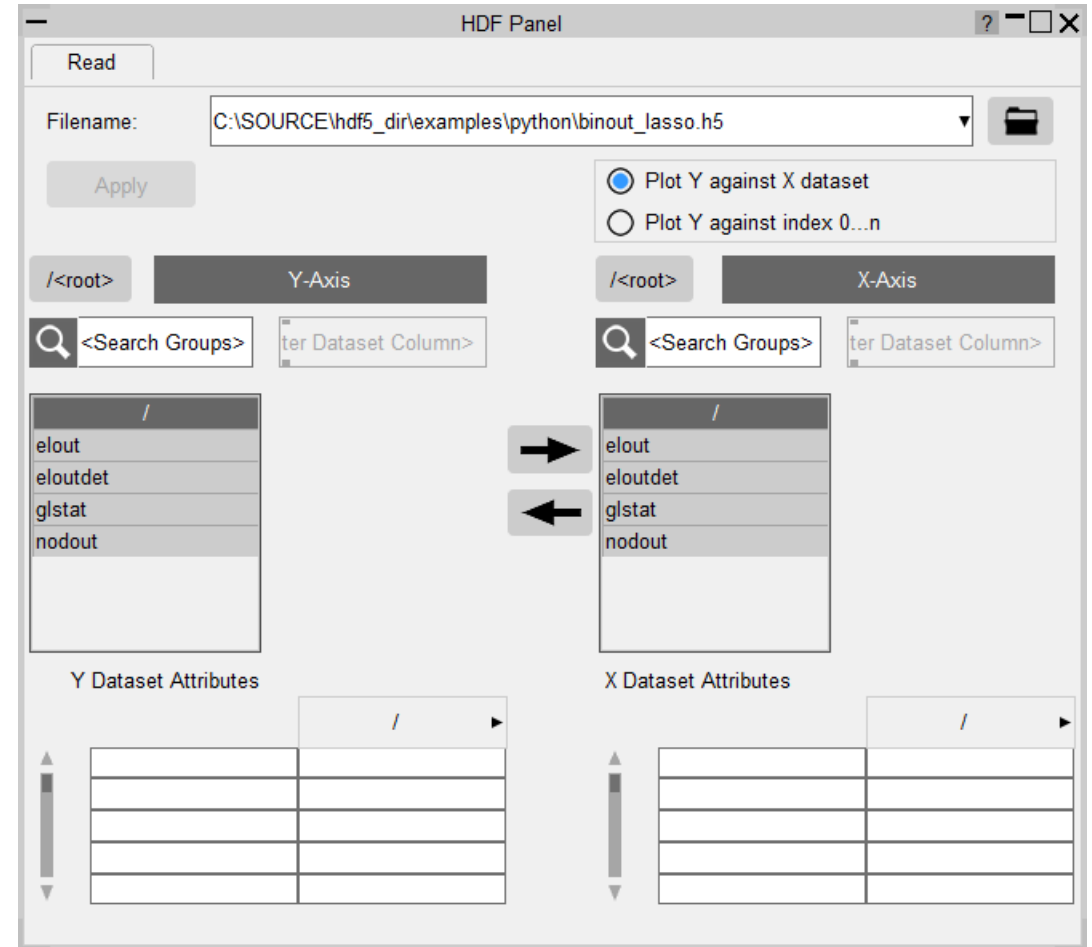 HDF Panel ?
Read
Filename: C:\SOURCE\hdf5_dir\examples\python\binout_lasso.h5
Apply
Plot Y against X dataset
Plot Y against index 0...n
/<root> Y-Axis /<root> X-Axis
<Search Groups> ter Dataset Column> <Search Groups> ter Dataset Column>
/ /
elout elout
eloutdet eloutdet
glstat glstat
nodout nodout
Y Dataset Attributes X Dataset Attributes
/ /